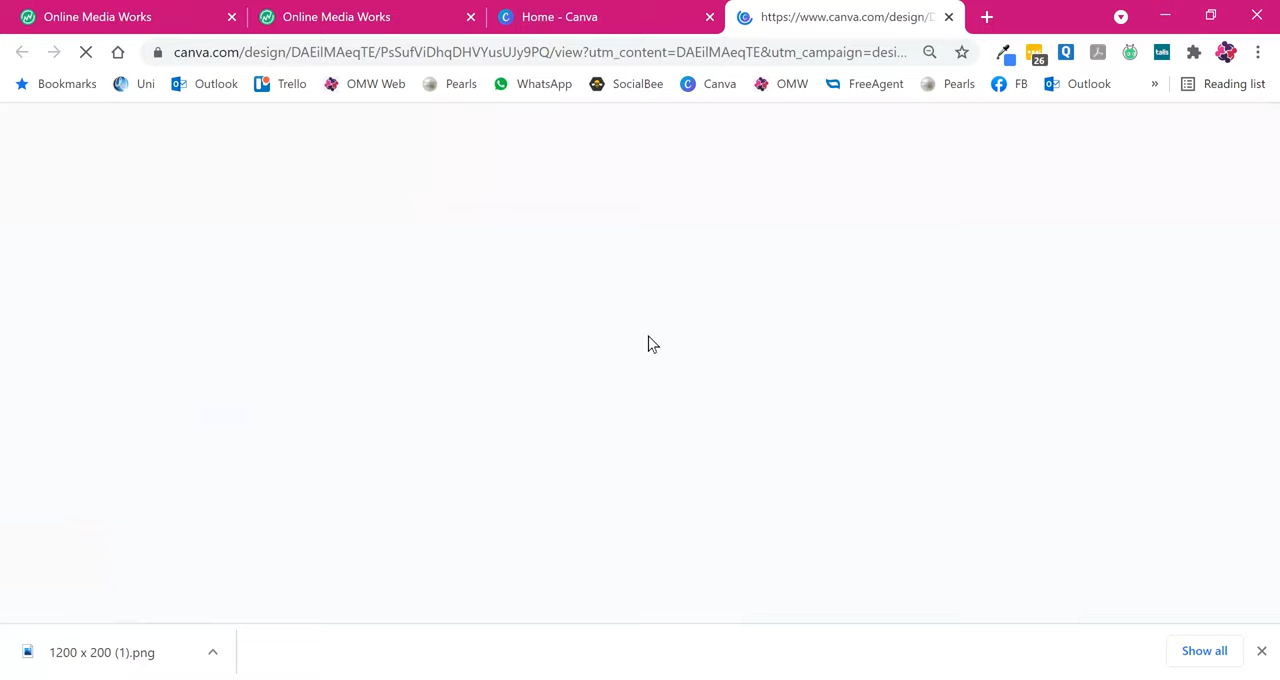 Online Media Works
Online Media Works
Home - Canva
https://www.canva.com/design/D
canva.com/design/DAEilMAeqTE/PsSufViDhqDHVYusUJy9PQ/view?utm_content=DAEilMAeqTE&utm_campaign=desi...
26
talls
Bookmarks
Uni
Outlook
Trello
OMW Web
Pearls
WhatsApp
SocialBee
Canva
OMW
FreeAgent
Pearls
FB
Outlook
»
Reading list
1200 x 200 (1).png
Show all